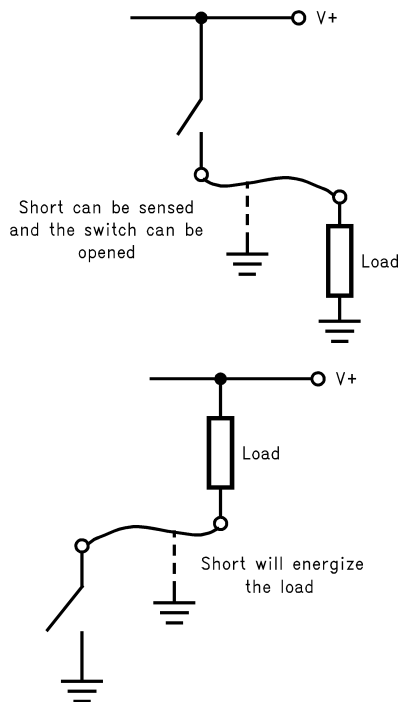 V+
Short can be sensed
and the switch can be
opened
Load
V+
Load
Short will energize
the load